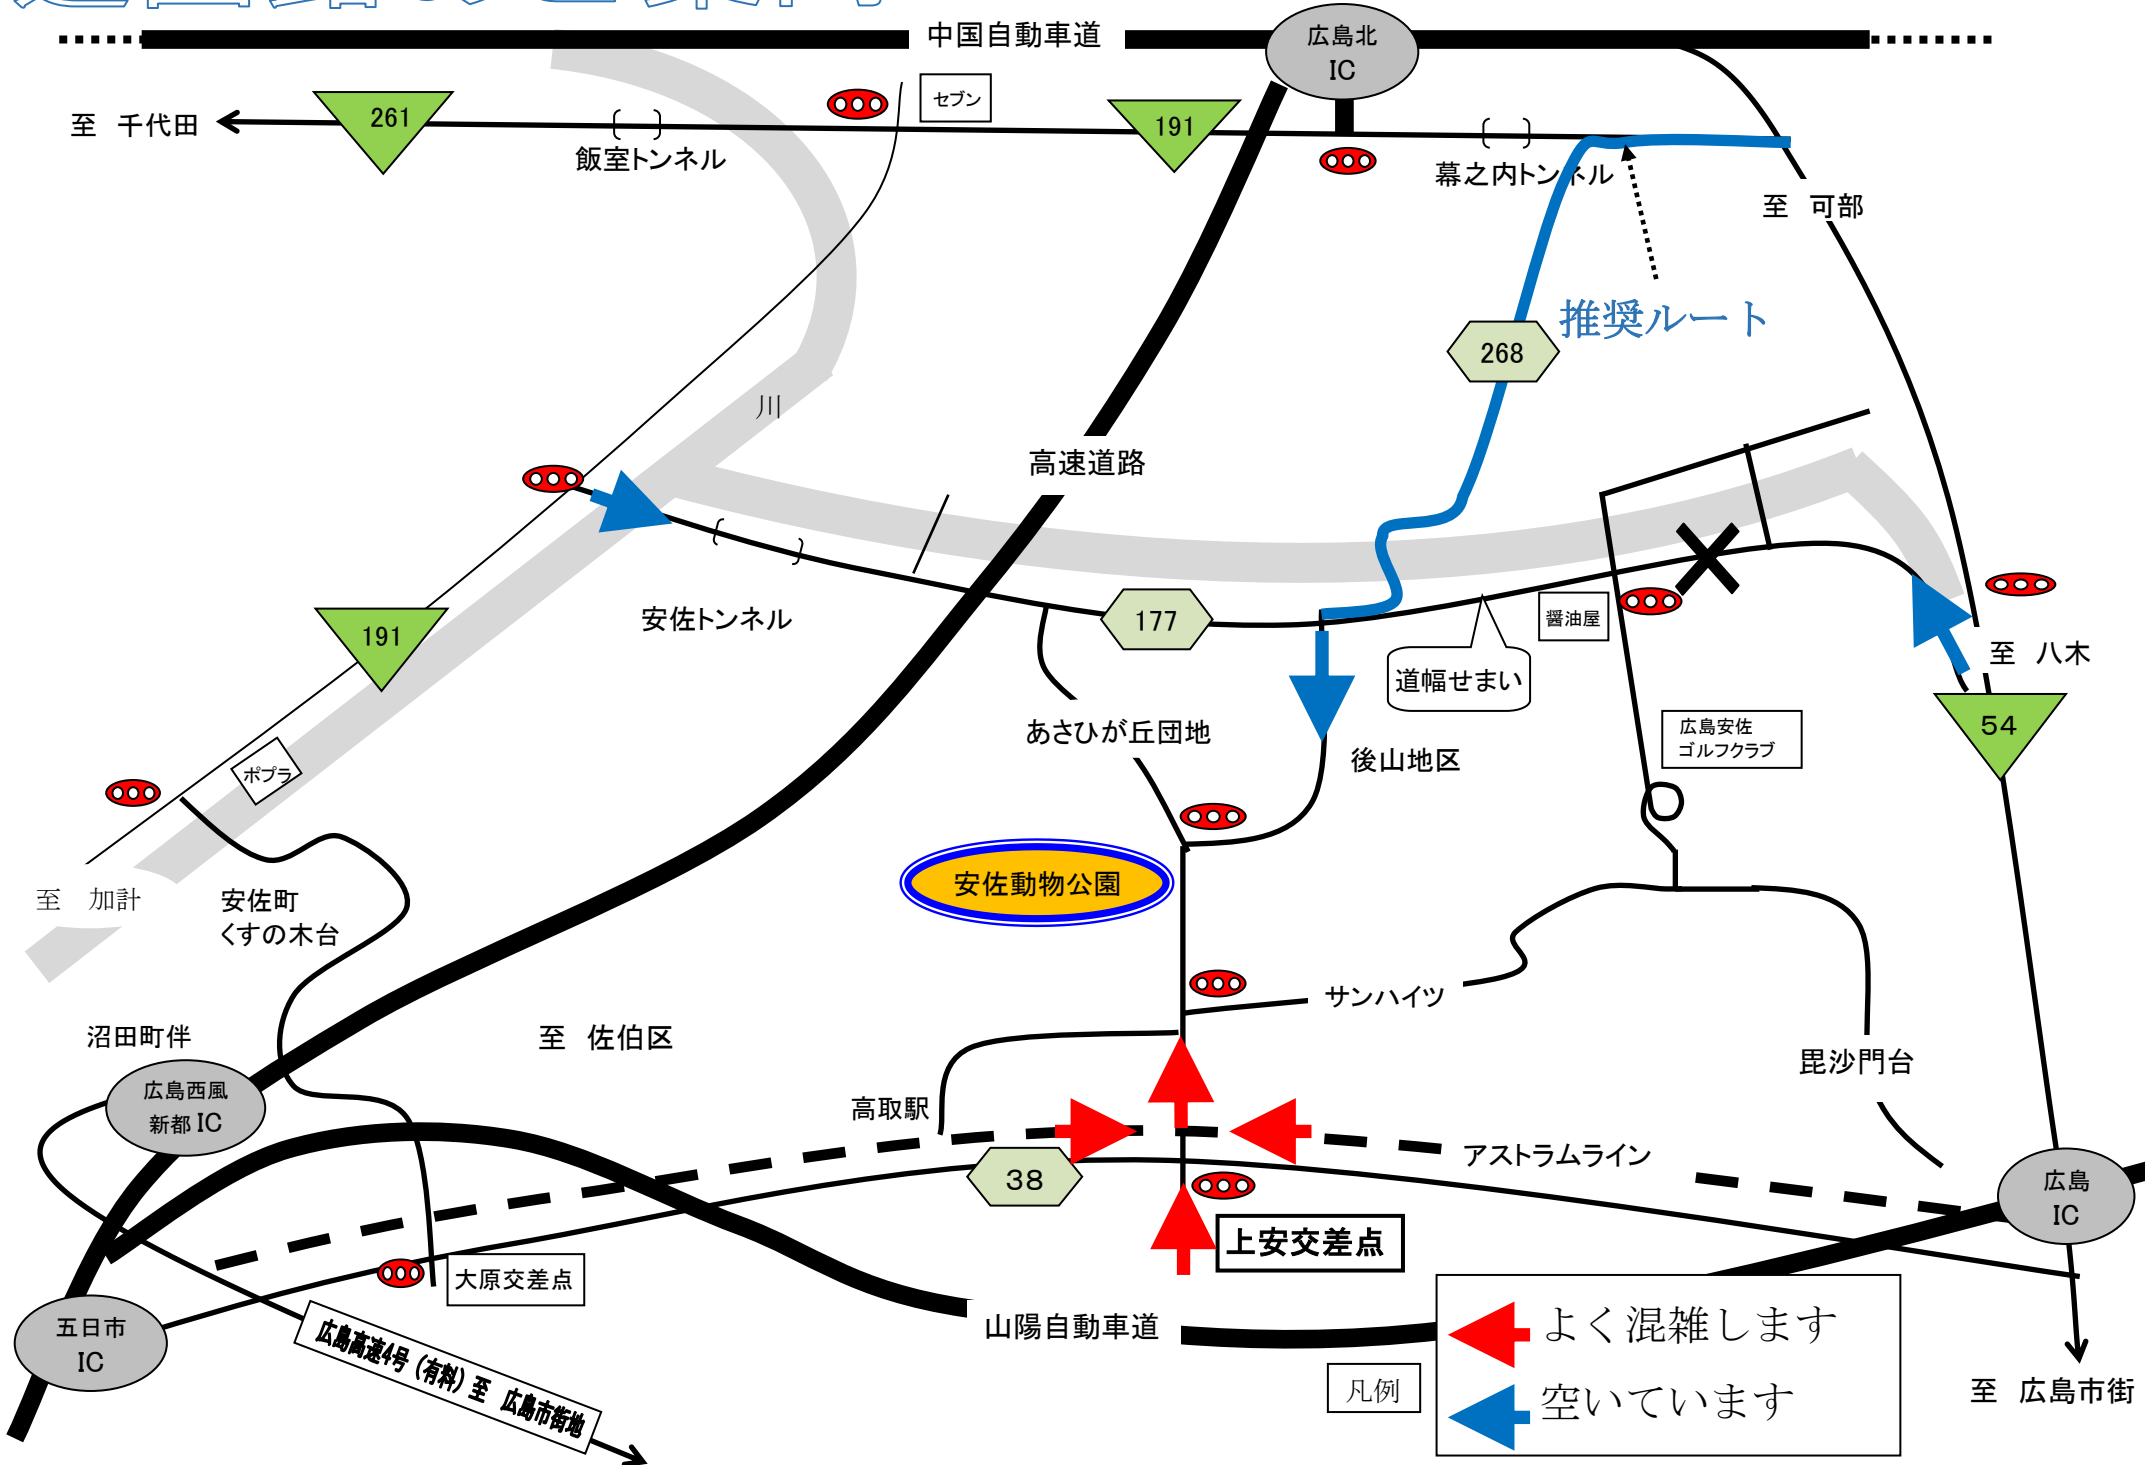 中国自動車道
広島北
IC
至 千代田
261
セブン
191
飯室トンネル
幕之内トンネル
至 可部
推奨ルート
268
川
高速道路
安佐トンネル
177
191
道幅せまい
醤油屋
至 八木
54
あさひが丘団地
後山地区
広島安佐
ゴルフクラブ
ポプラ
安佐動物公園
至 加計
安佐町
くすの木台
サンハイツ
沼田町伴
至 佐伯区
毘沙門台
広島西風
新都 IC
高取駅
アストラムライン
38
広島
IC
上安交差点
大原交差点
五日市
IC
山陽自動車道
広島高速4号(有料)至 広島市街地
凡例
よく混雑します
空いています
至 広島市街